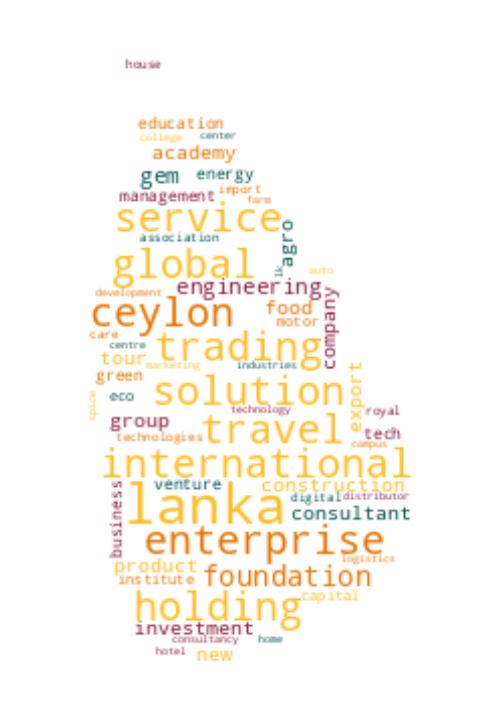 house
education
college center
academy
gem energy
management import
farm
service
association
agro
global
lk
auto
engineering
development
ceylon
food
motor
company
care
trading
centre
tour
marketing
industries
green
solution
eco
spice
export
technology
royal
group
travel
tech
technologies
campus
international
venture
construction
business
lanka
digital
distributor
consultant
enterprise
logistics
product
foundation
institute
capital
holding
investment
consultancy
home
hotel
new